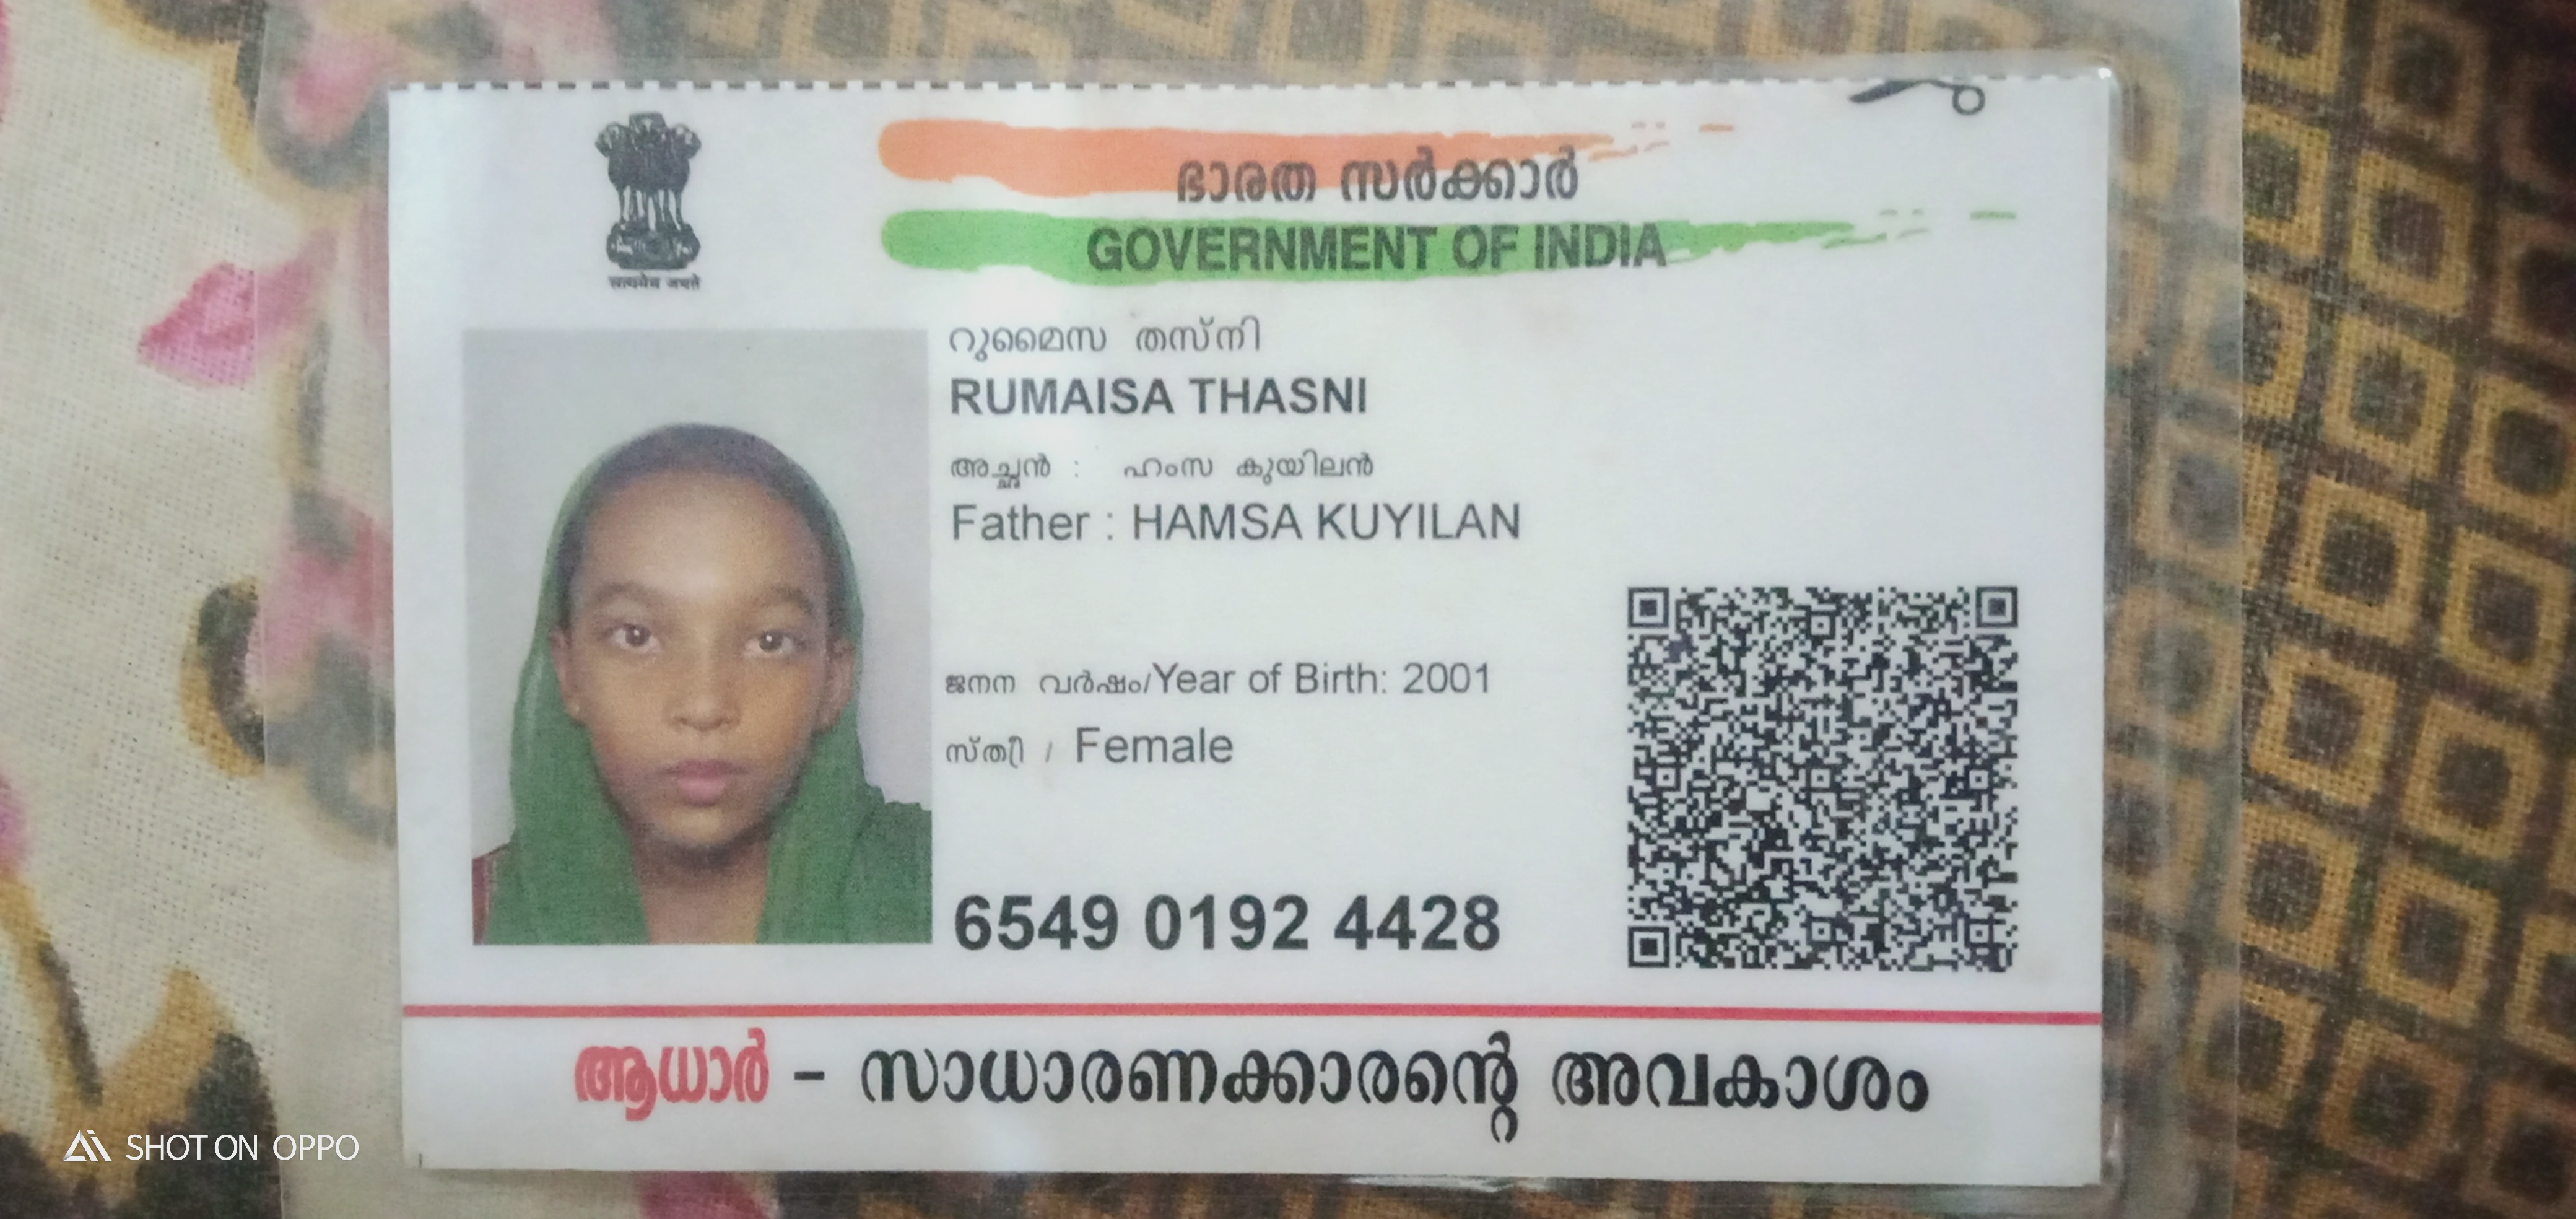 ഭാരത സർക്കാർ
GOVERNMENT OF INDIA
सत्यमेव जयते
റുമൈസ തസ്നി
RUMAISA THASNI
അച്ഛൻ : ഹംസ കുയിലൻ
Father : HAMSA KUYILAN
ജനന വർഷം/Year of Birth: 2001
സ്ത്രീ / Female
6549 0192 4428
ആധാർ – സാധാരണക്കാരന്റെ അവകാശം
SHOT ON OPPO